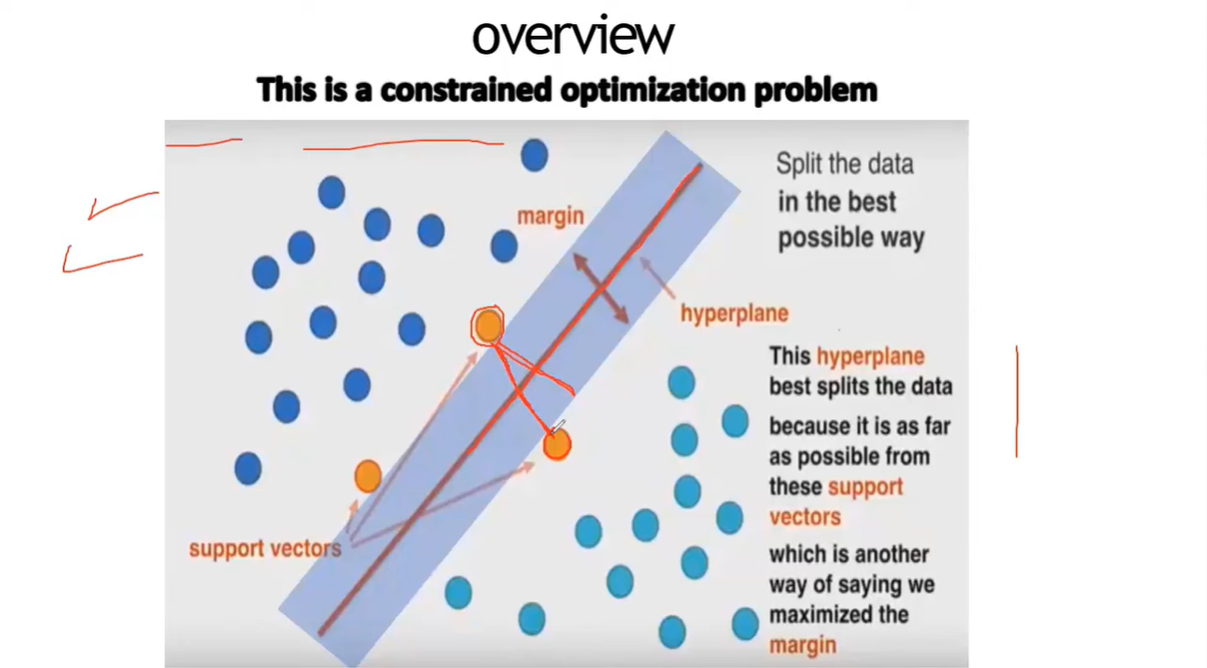 overview
This is a constrained optimization problem
Split the data
in the best
possible way
margin
hyperplane
This hyperplane
best splits the data
because it is as far
as possible from
these support
vectors
support vectors
which is another
way of saying we
maximized the
margin